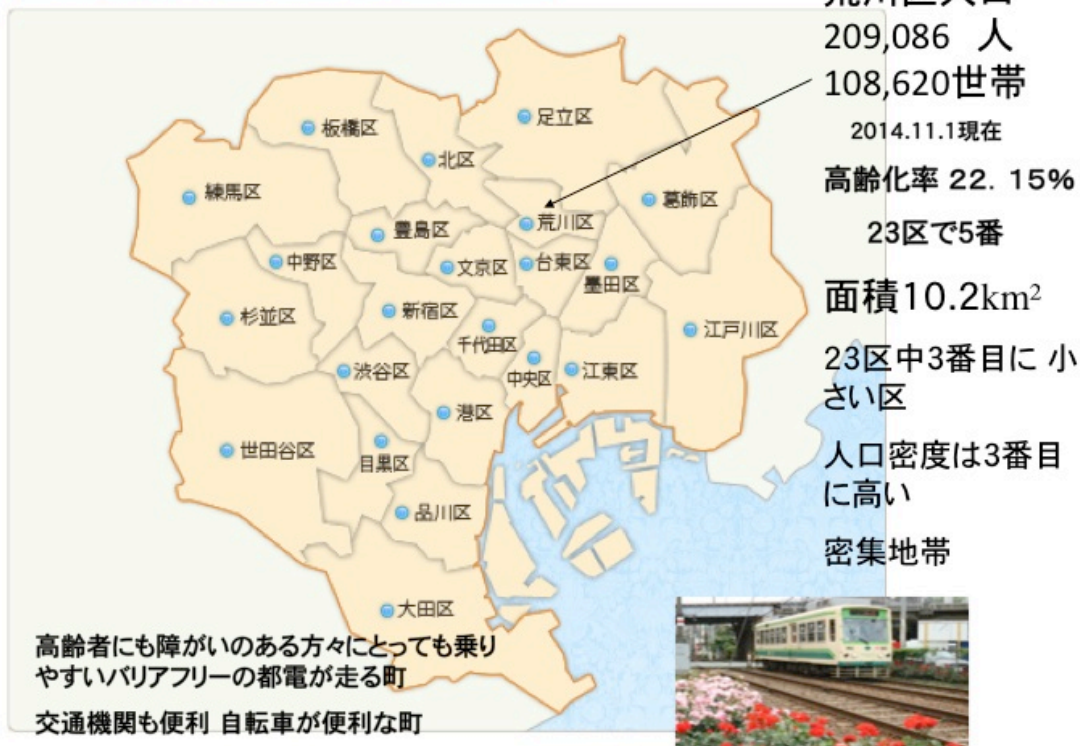 荒川区人口
209,086 人
108,620世帯
2014.11.1現在
高齢化率 22. 15%
23区で5番
面積10.2km²
23区中3番目に 小
さい区
人口密度は3番目
に高い
密集地帯
足立区
板橋区
北区
練馬区
葛飾区
荒川区
豊島区
中野区
文京区
台東区
墨田区
杉並区
新宿区
千代田区
江戸川区
渋谷区
中央区
江東区
港区
世田谷区
目黒区
品川区
大田区
高齢者にも障がいのある方々にとっても乗り
やすいバリアフリーの都電が走る町
交通機関も便利 自転車が便利な町